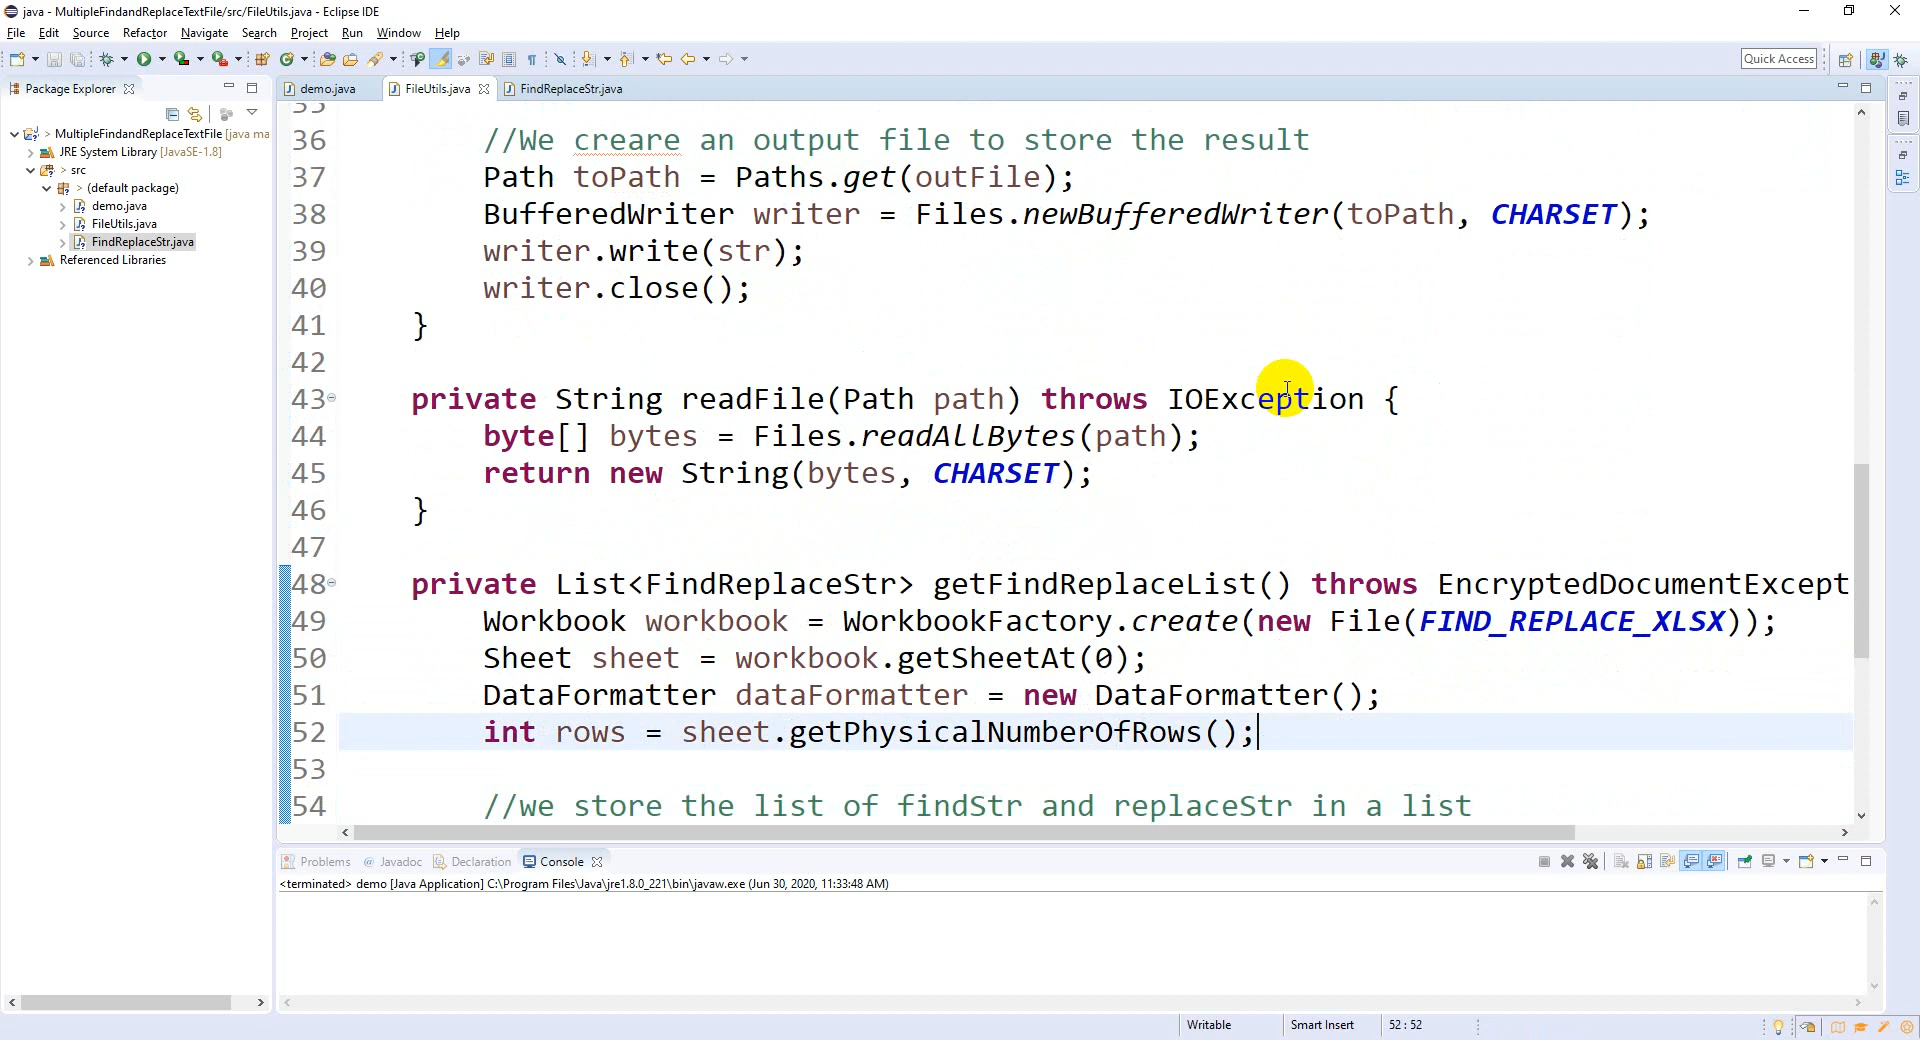 java - MultipleFindandReplaceTextFile/src/FileUtils.java - Eclipse IDE
File Edit Source Refactor Navigate Search Project Run Window Help
Quick Access
Package Explorer
demo.java
FileUtils.java
FindReplaceStr.java
> MultipleFindandReplaceTextFile [java ma
JRE System Library [JavaSE-1.8]
> src
> (default package)
demo.java
FileUtils.java
FindReplaceStr.java
Referenced Libraries
35
36 //We creare an output file to store the result
37 Path toPath = Paths.get(outFile);
38 BufferedWriter writer = Files.newBufferedWriter(toPath, CHARSET);
39 writer.write(str);
40 writer.close();
41 }
42
43 private String readFile(Path path) throws IOException {
44 byte[] bytes = Files.readAllBytes(path);
45 return new String(bytes, CHARSET);
46 }
47
48 private List<FindReplaceStr> getFindReplaceList() throws EncryptedDocumentExcept
49 Workbook workbook = WorkbookFactory.create(new File(FIND_REPLACE_XLSX));
50 Sheet sheet = workbook.getSheetAt(0);
51 DataFormatter dataFormatter = new DataFormatter();
52 int rows = sheet.getPhysicalNumberOfRows();
53
54 //we store the list of findStr and replaceStr in a list
Problems @ Javadoc Declaration Console
<terminated> demo [Java Application] C:\Program Files\Java\jre1.8.0_221\bin\javaw.exe (Jun 30, 2020, 11:33:48 AM)
Writable Smart Insert 52 : 52